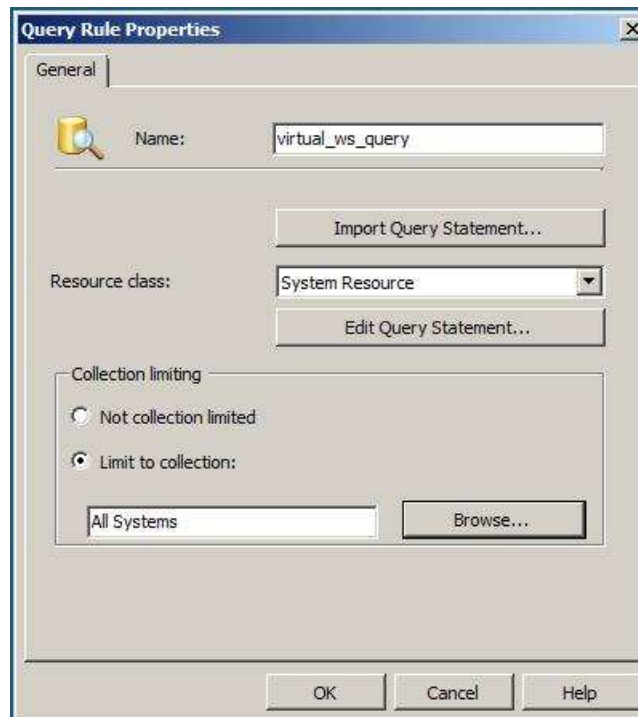 Query Rule Properties
General
Name: virtual_ws_query
Import Query Statement...
Resource class: System Resource
Edit Query Statement...
Collection limiting
Not collection limited
Limit to collection:
All Systems Browse...
OK Cancel Help